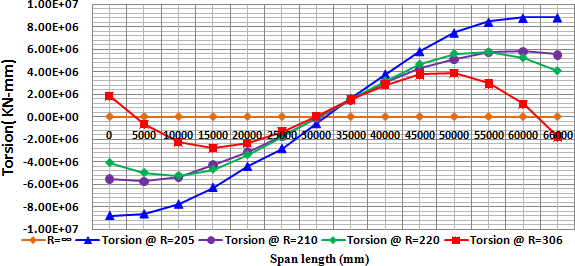 1.00E+07
8.00E+06
6.00E+06
4.00E+06
2.00E+06
0.00E+00
-2.00E+06
-4.00E+06
-6.00E+06
-8.00E+06
-1.00E+07
Torsion( KN-mm)
0 5000 10000 15000 20000 25000 30000 35000 40000 45000 50000 55000 60000 66000
R=∞ Torsion @ R=205 Torsion @ R=210 Torsion @ R=220 Torsion @ R=306
Span length (mm)